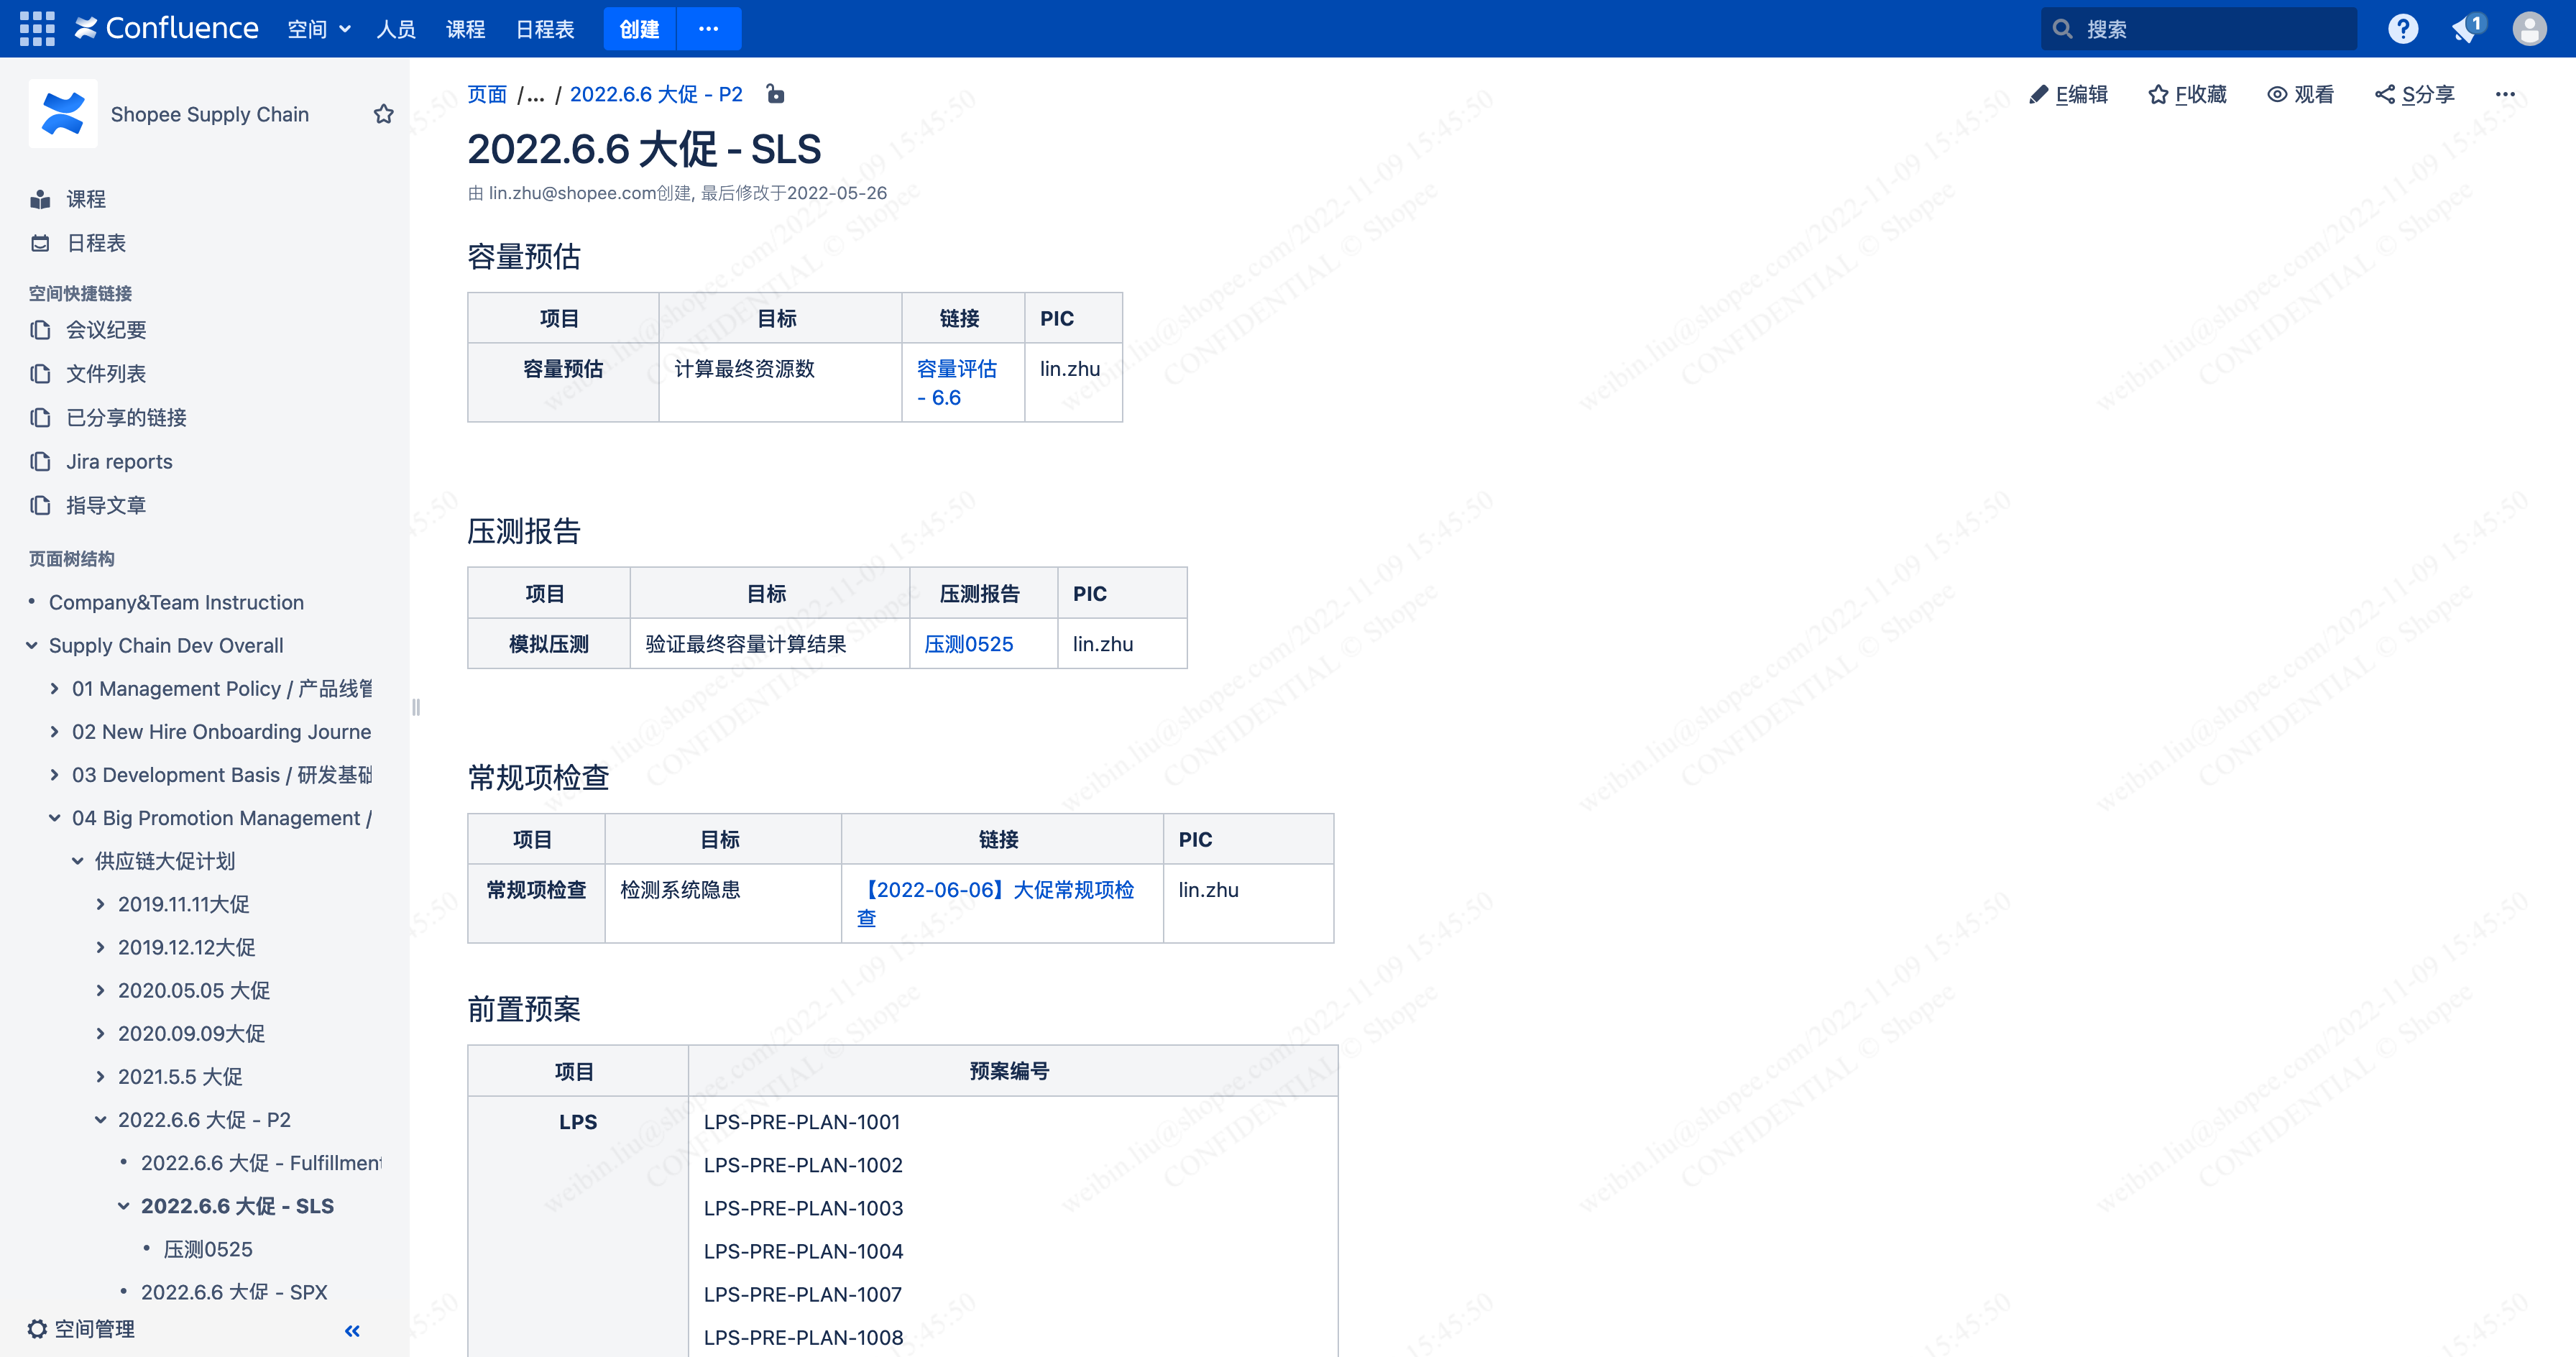 Confluence 空间 人员 课程 日程表 创建 ··· 搜索 1
Shopee Supply Chain
课程
日程表
空间快捷链接
会议纪要
文件列表
已分享的链接
Jira reports
指导文章
页面树结构
• Company&Team Instruction
Supply Chain Dev Overall
01 Management Policy / 产品线管
02 New Hire Onboarding Journe
03 Development Basis / 研发基础
04 Big Promotion Management /
供应链大促计划
2019.11.11大促
2019.12.12大促
2020.05.05 大促
2020.09.09大促
2021.5.5 大促
2022.6.6 大促 - P2
• 2022.6.6 大促 - Fulfillment
2022.6.6 大促 - SLS
• 压测0525
• 2022.6.6 大促 - SPX
空间管理 «
页面 /... / 2022.6.6 大促 - P2
E编辑 F收藏 观看 S分享 ···
2022.6.6 大促 - SLS
由 lin.zhu@shopee.com创建, 最后修改于2022-05-26
容量预估
项目 目标 链接 PIC
容量预估 计算最终资源数 容量评估 lin.zhu
- 6.6
压测报告
项目 目标 压测报告 PIC
模拟压测 验证最终容量计算结果 压测0525 lin.zhu
常规项检查
项目 目标 链接 PIC
常规项检查 检测系统隐患 【2022-06-06】大促常规项检 lin.zhu
查
前置预案
项目 预案编号
LPS LPS-PRE-PLAN-1001
LPS-PRE-PLAN-1002
LPS-PRE-PLAN-1003
LPS-PRE-PLAN-1004
LPS-PRE-PLAN-1007
LPS-PRE-PLAN-1008
weibin.liu@shopee.com/2022-11-09 15:45:50
CONFIDENTIAL © Shopee